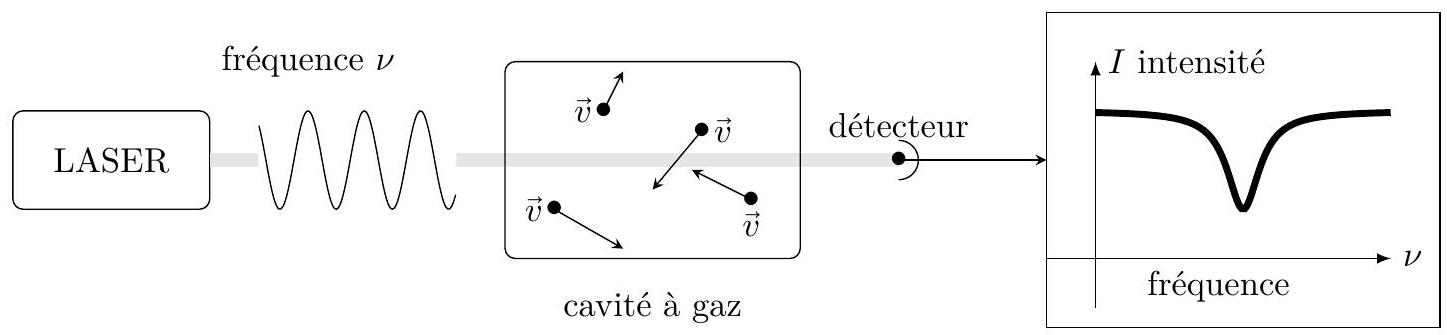 fréquence ν
LASER
v⃗
v⃗
v⃗
v⃗
cavité à gaz
détecteur
I intensité
ν
fréquence